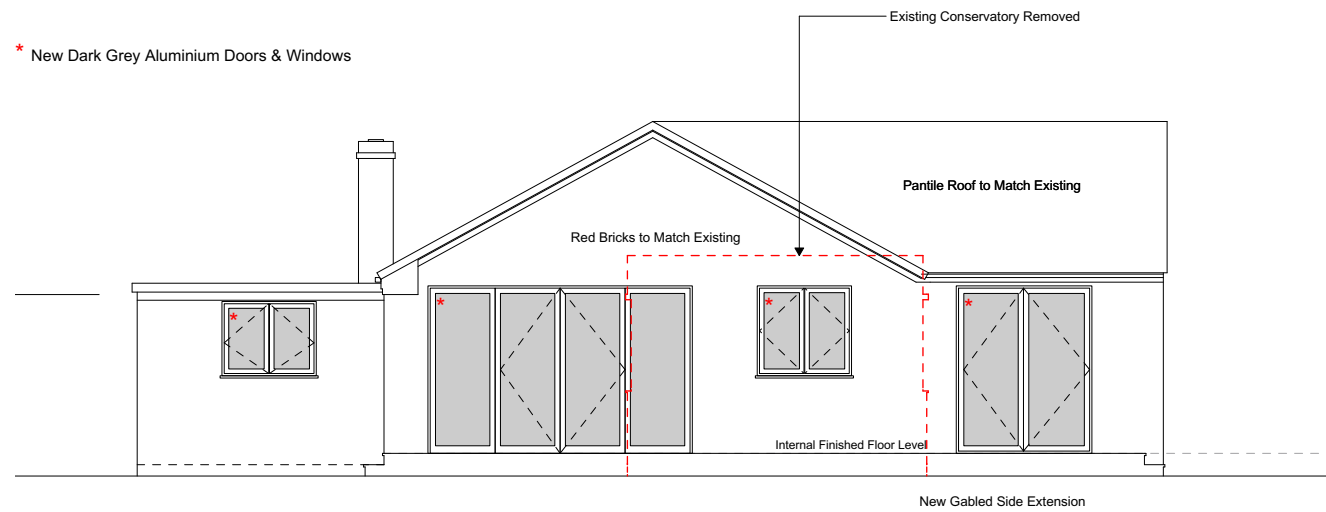 Existing Conservatory Removed
* New Dark Grey Aluminium Doors & Windows
Pantile Roof to Match Existing
Red Bricks to Match Existing
*
*
*
*
Internal Finished Floor Level
New Gabled Side Extension